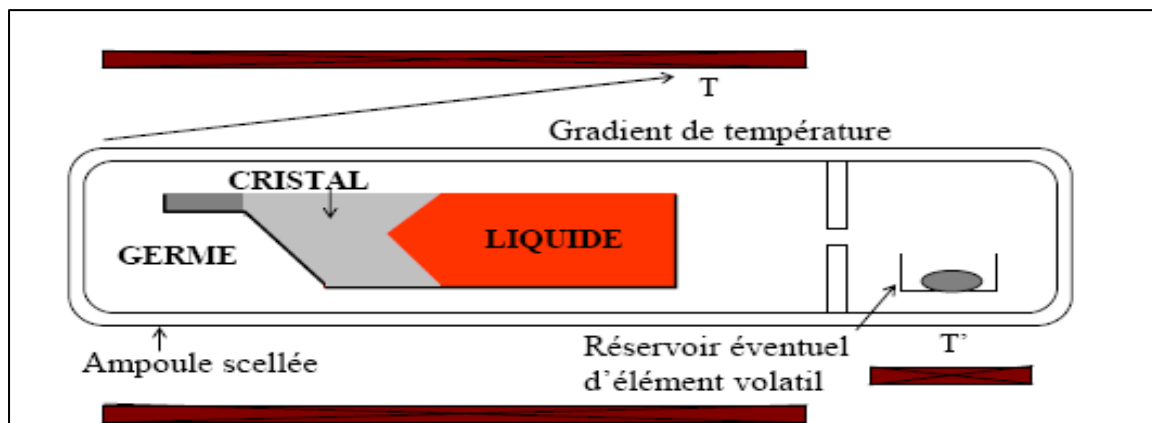 T
Gradient de température
CRISTAL
LIQUIDE
GERME
Ampoule scellée
Réservoir éventuel
d’élément volatil
T’